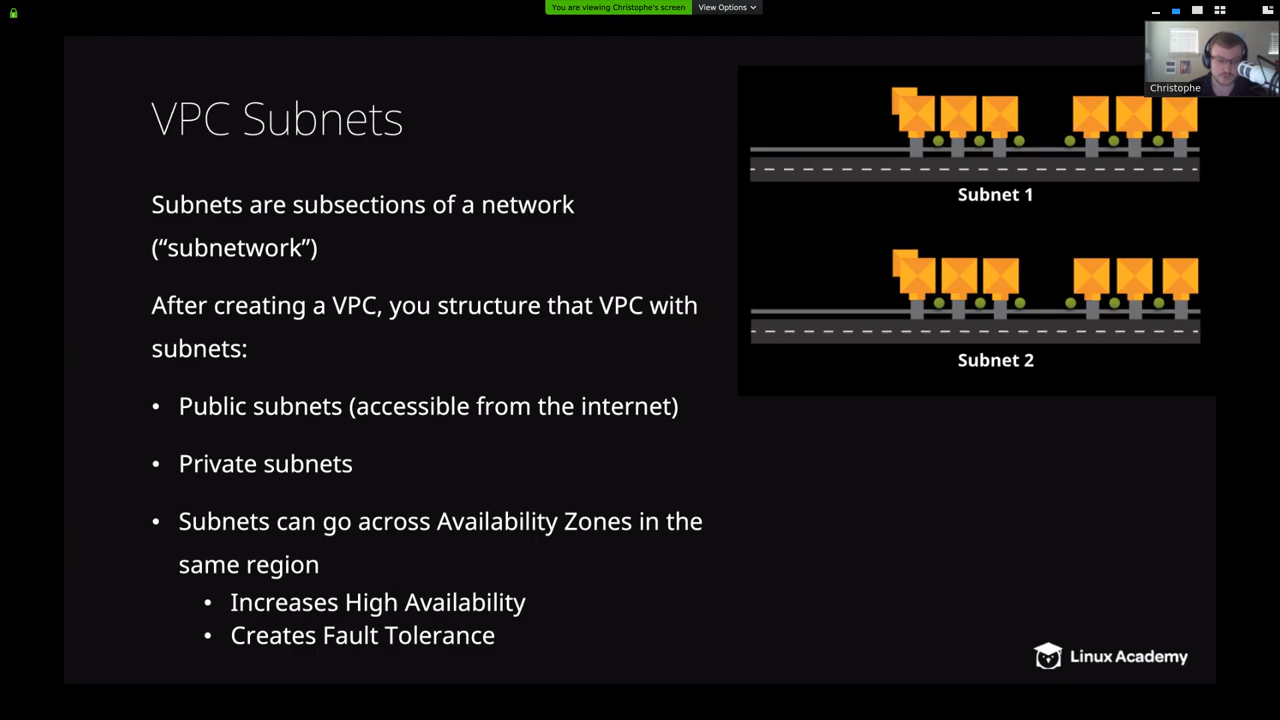 You are viewing Christophe's screen
View Options
Christophe
VPC Subnets
Subnets are subsections of a network
(“subnetwork”)
After creating a VPC, you structure that VPC with
subnets:
• Public subnets (accessible from the internet)
• Private subnets
• Subnets can go across Availability Zones in the
same region
• Increases High Availability
• Creates Fault Tolerance
Subnet 1
Subnet 2
Linux Academy